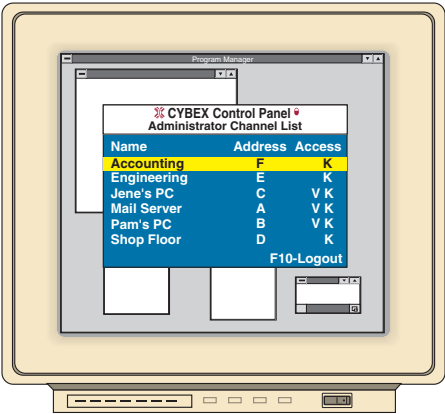 Program Manager
CYBEX Control Panel
Administrator Channel List
Name Address Access
Accounting F K
Engineering E K
Jene's PC C V K
Mail Server A V K
Pam's PC B V K
Shop Floor D K
F10-Logout